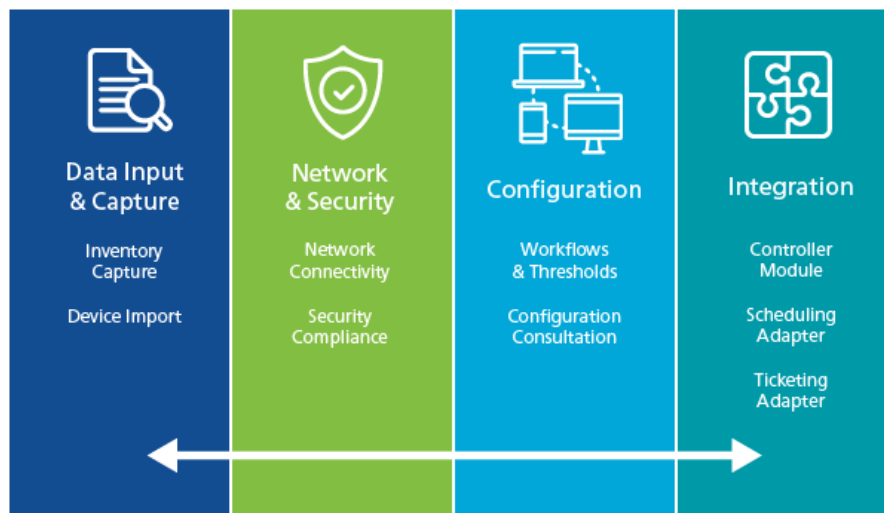 Data Input
& Capture
Inventory
Capture
Device Import
Network
& Security
Network
Connectivity
Security
Compliance
Configuration
Workflows
& Thresholds
Configuration
Consultation
Integration
Controller
Module
Scheduling
Adapter
Ticketing
Adapter